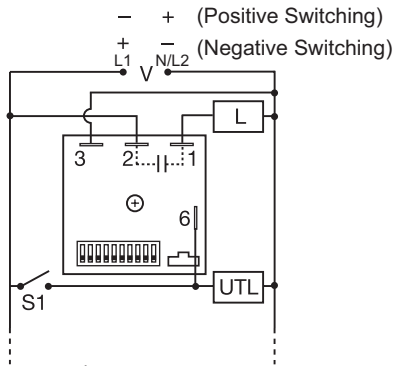 − + (Positive Switching)
+ − (Negative Switching)
L1 V N/L2
L
3 2 1
6
S1
UTL